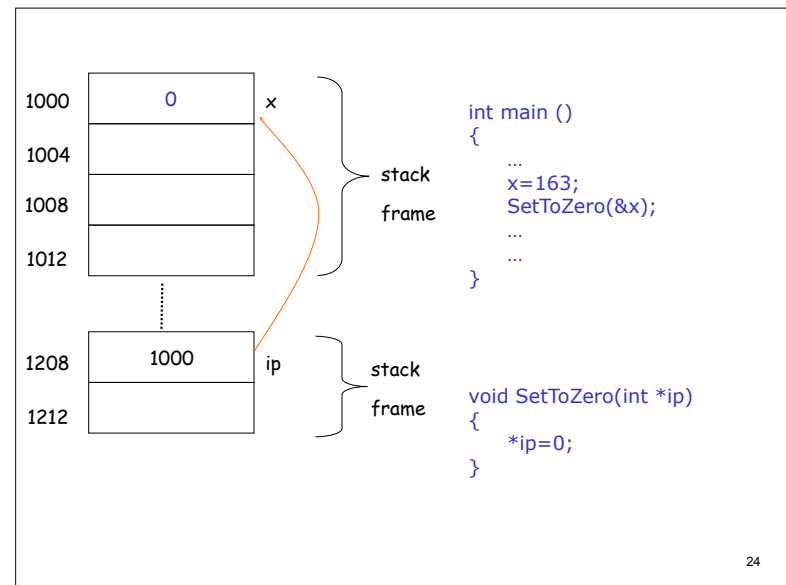 1000
0
x
1004
1008
1012
stack
frame
int main ()
{
…
x=163;
SetToZero(&x);
…
…
}
1208
1000
ip
1212
stack
frame
void SetToZero(int *ip)
{
*ip=0;
}
24